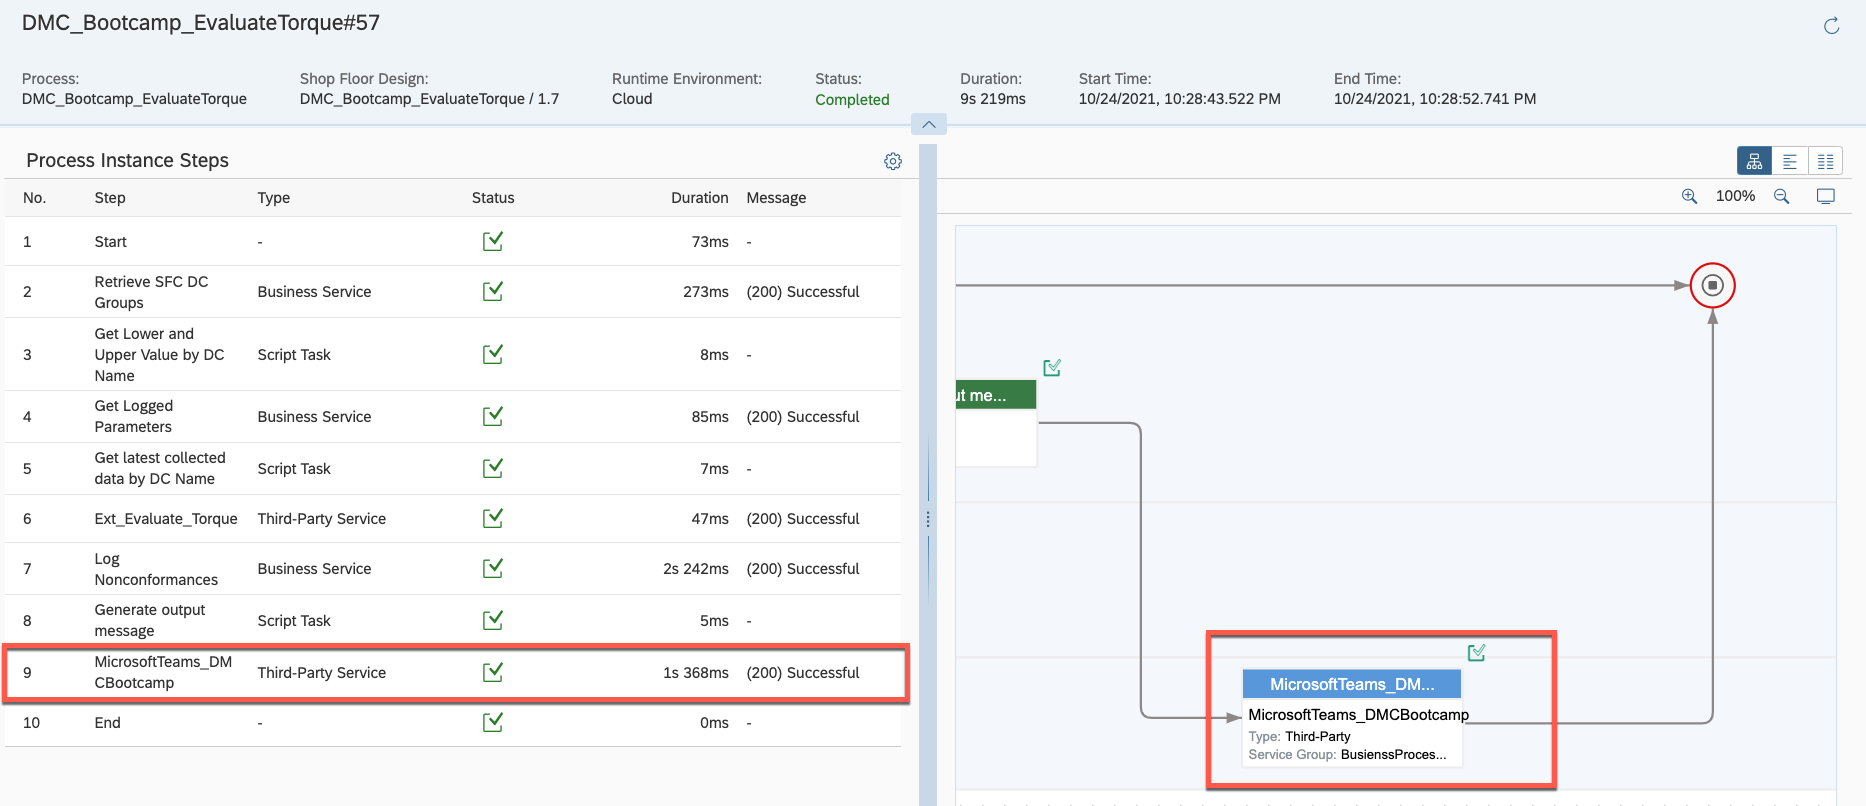 DMC_Bootcamp_EvaluateTorque#57
Process:
DMC_Bootcamp_EvaluateTorque
Shop Floor Design:
DMC_Bootcamp_EvaluateTorque / 1.7
Runtime Environment:
Cloud
Status:
Completed
Duration:
9s 219ms
Start Time:
10/24/2021, 10:28:43.522 PM
End Time:
10/24/2021, 10:28:52.741 PM
Process Instance Steps
No. Step Type Status Duration Message
1 Start - 73ms -
2 Retrieve SFC DC
Groups Business Service 273ms (200) Successful
3 Get Lower and
Upper Value by DC
Name Script Task 8ms -
4 Get Logged
Parameters Business Service 85ms (200) Successful
5 Get latest collected
data by DC Name Script Task 7ms -
6 Ext_Evaluate_Torque Third-Party Service 47ms (200) Successful
7 Log
Nonconformances Business Service 2s 242ms (200) Successful
8 Generate output
message Script Task 5ms -
9 MicrosoftTeams_DM
CBootcamp Third-Party Service 1s 368ms (200) Successful
10 End - 0ms -
100%
ut me...
MicrosoftTeams_DM...
MicrosoftTeams_DMCBootcamp
Type: Third-Party
Service Group: BusienssProces...